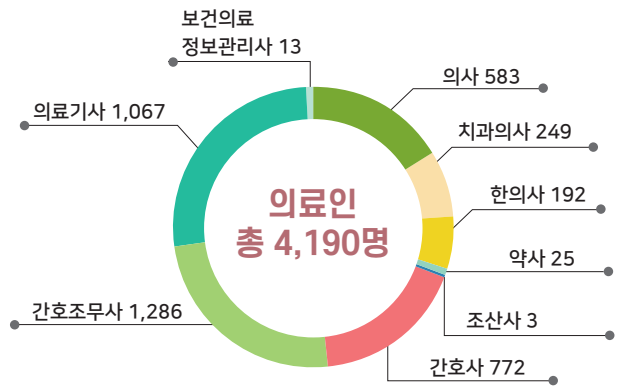 보건의료
정보관리사 13
의사 583
의료기사 1,067
치과의사 249
한의사 192
의료인
총 4,190명
약사 25
간호조무사 1,286
조산사 3
간호사 772